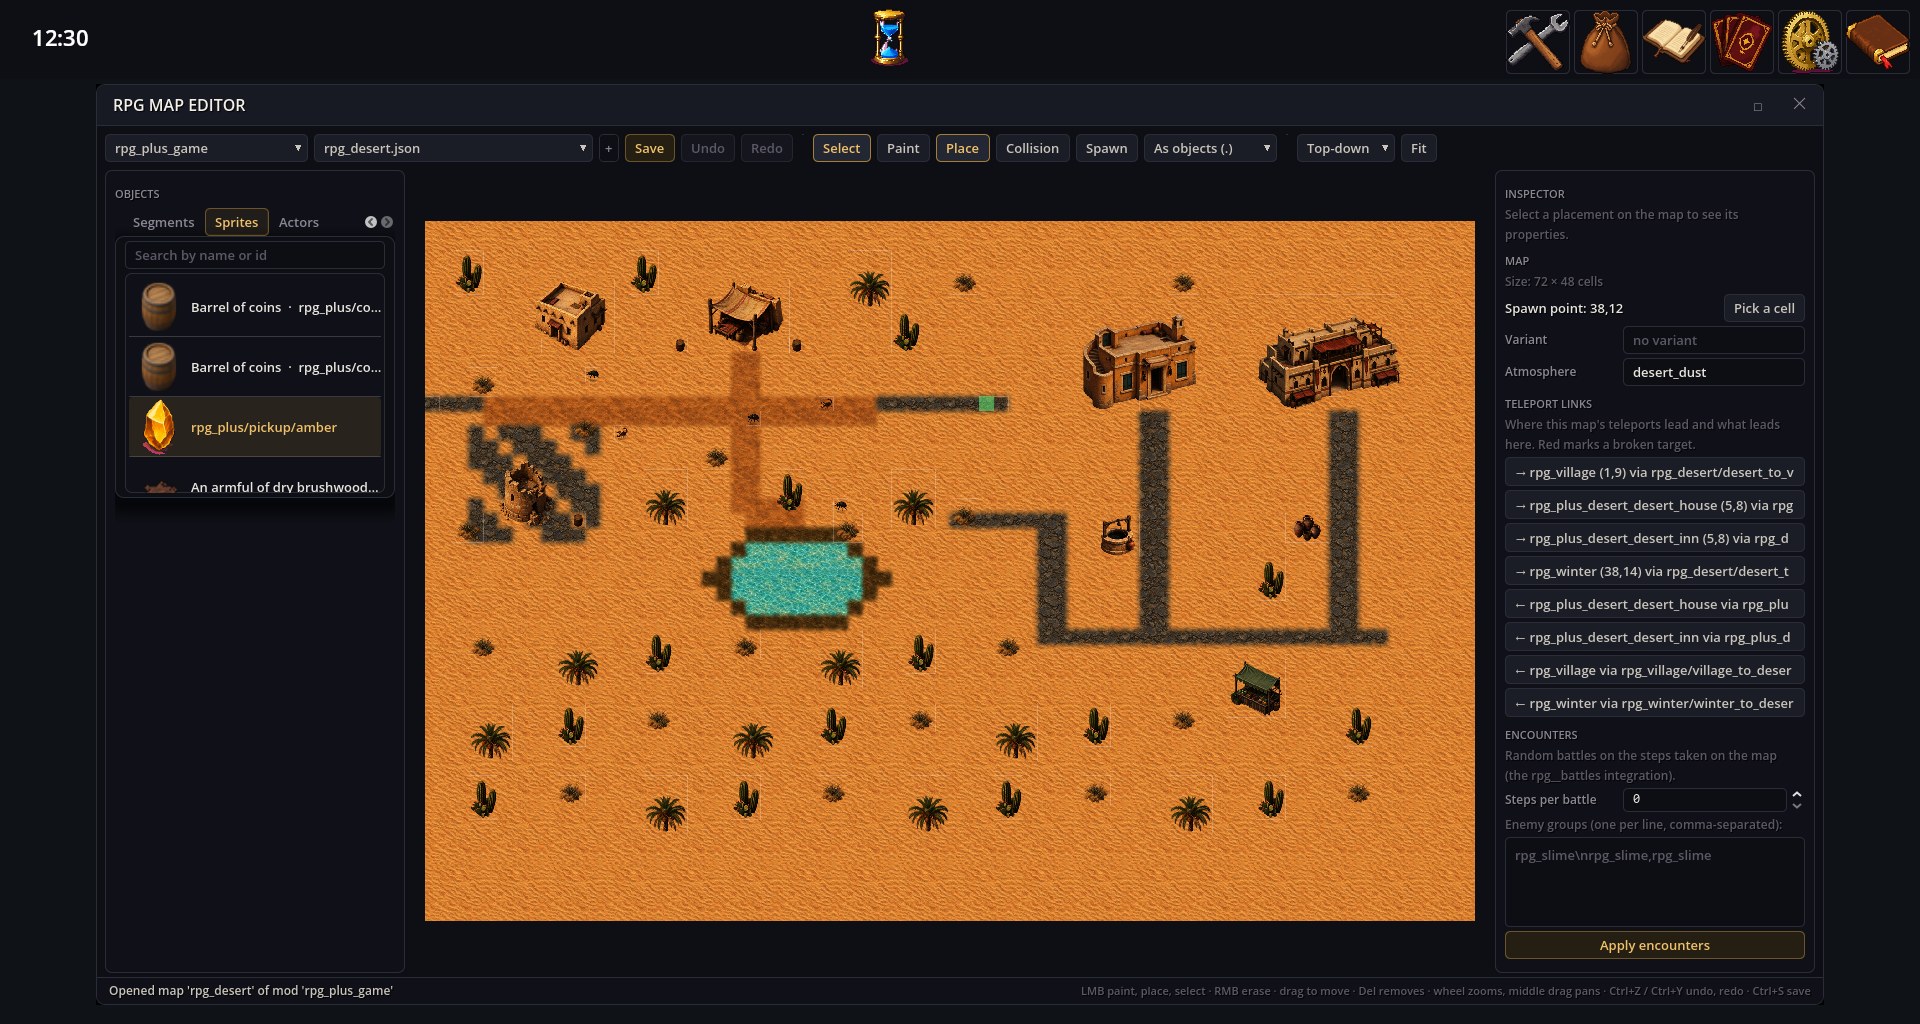 12:30
RPG MAP EDITOR
rpg_plus_game
rpg_desert.json
+
Save
Undo
Redo
Select
Paint
Place
Collision
Spawn
As objects (.)
Top-down
Fit
OBJECTS
Segments
Sprites
Actors
Search by name or id
Barrel of coins · rpg_plus/co...
Barrel of coins · rpg_plus/co...
rpg_plus/pickup/amber
An armful of dry brushwood...
INSPECTOR
Select a placement on the map to see its
properties.
MAP
Size: 72 × 48 cells
Spawn point: 38,12
Pick a cell
Variant
no variant
Atmosphere
desert_dust
TELEPORT LINKS
Where this map's teleports lead and what leads
here. Red marks a broken target.
→ rpg_village (1,9) via rpg_desert/desert_to_v
→ rpg_plus_desert_desert_house (5,8) via rpg
→ rpg_plus_desert_desert_inn (5,8) via rpg_d
→ rpg_winter (38,14) via rpg_desert/desert_t
← rpg_plus_desert_desert_house via rpg_plu
← rpg_plus_desert_desert_inn via rpg_plus_d
← rpg_village via rpg_village/village_to_deser
← rpg_winter via rpg_winter/winter_to_deser
ENCOUNTERS
Random battles on the steps taken on the map
(the rpg__battles integration).
Steps per battle
0
Enemy groups (one per line, comma-separated):
rpg_slime\nrpg_slime,rpg_slime
Apply encounters
Opened map 'rpg_desert' of mod 'rpg_plus_game'
LMB paint, place, select · RMB erase · drag to move · Del removes · wheel zooms, middle drag pans · Ctrl+Z / Ctrl+Y undo, redo · Ctrl+S save